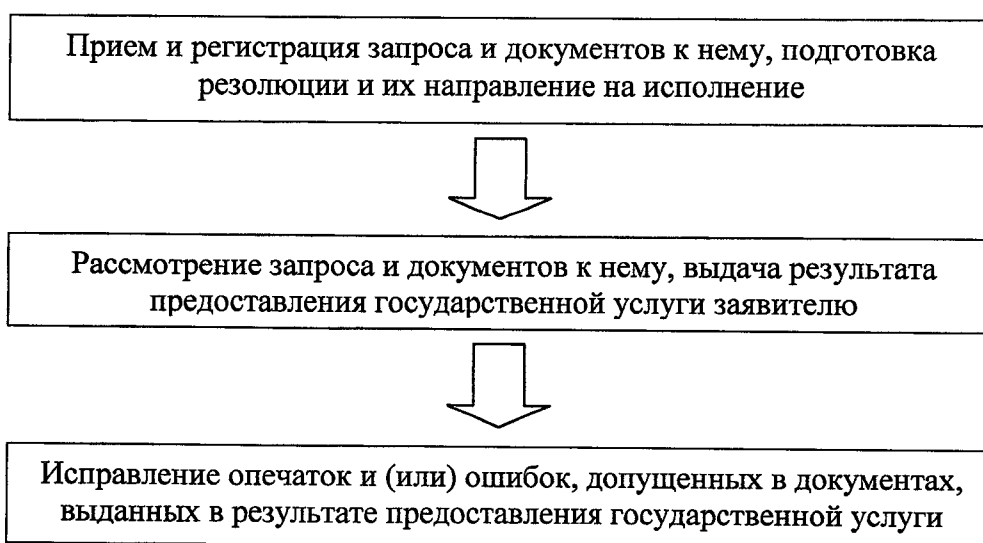 Прием и регистрация запроса и документов к нему, подготовка
резолюции и их направление на исполнение
Рассмотрение запроса и документов к нему, выдача результата
предоставления государственной услуги заявителю
Исправление опечаток и (или) ошибок, допущенных в документах,
выданных в результате предоставления государственной услуги